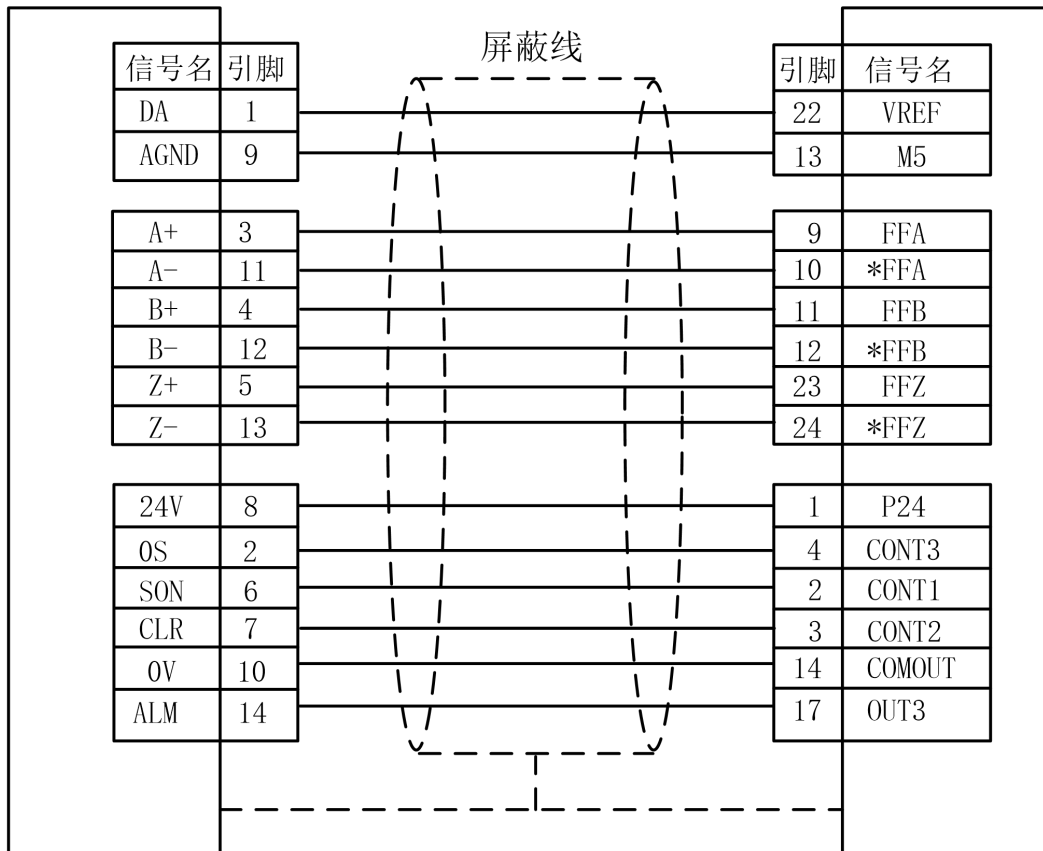 屏蔽线
信号名 引脚 引脚 信号名
DA 1 22 VREF
AGND 9 13 M5
A+ 3 9 FFA
A- 11 10 *FFA
B+ 4 11 FFB
B- 12 12 *FFB
Z+ 5 23 FFZ
Z- 13 24 *FFZ
24V 8 1 P24
OS 2 4 CONT3
SON 6 2 CONT1
CLR 7 3 CONT2
0V 10 14 COMOUT
ALM 14 17 OUT3